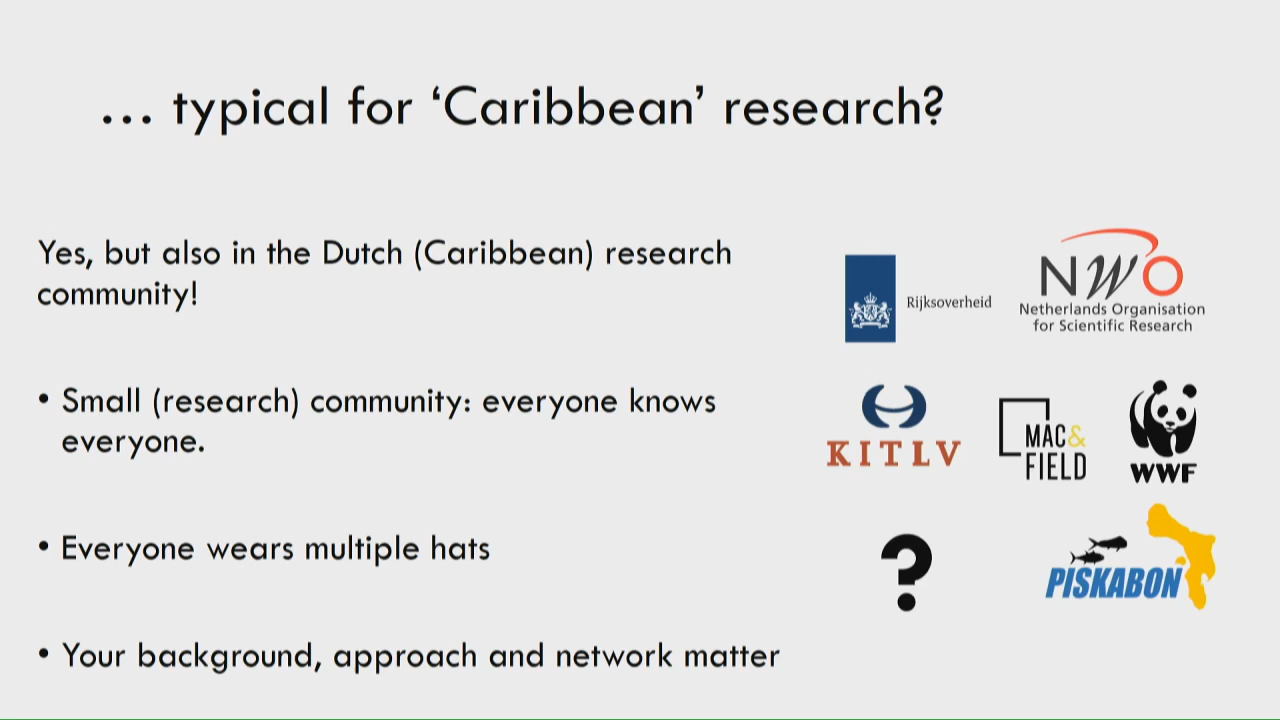 ... typical for ‘Caribbean’ research?
Yes, but also in the Dutch (Caribbean) research
community!
• Small (research) community: everyone knows
everyone.
• Everyone wears multiple hats
• Your background, approach and network matter
Rijksoverheid
NWO
Netherlands Organisation
for Scientific Research
KITLV
MAC&
FIELD
WWF
?
PISKABON